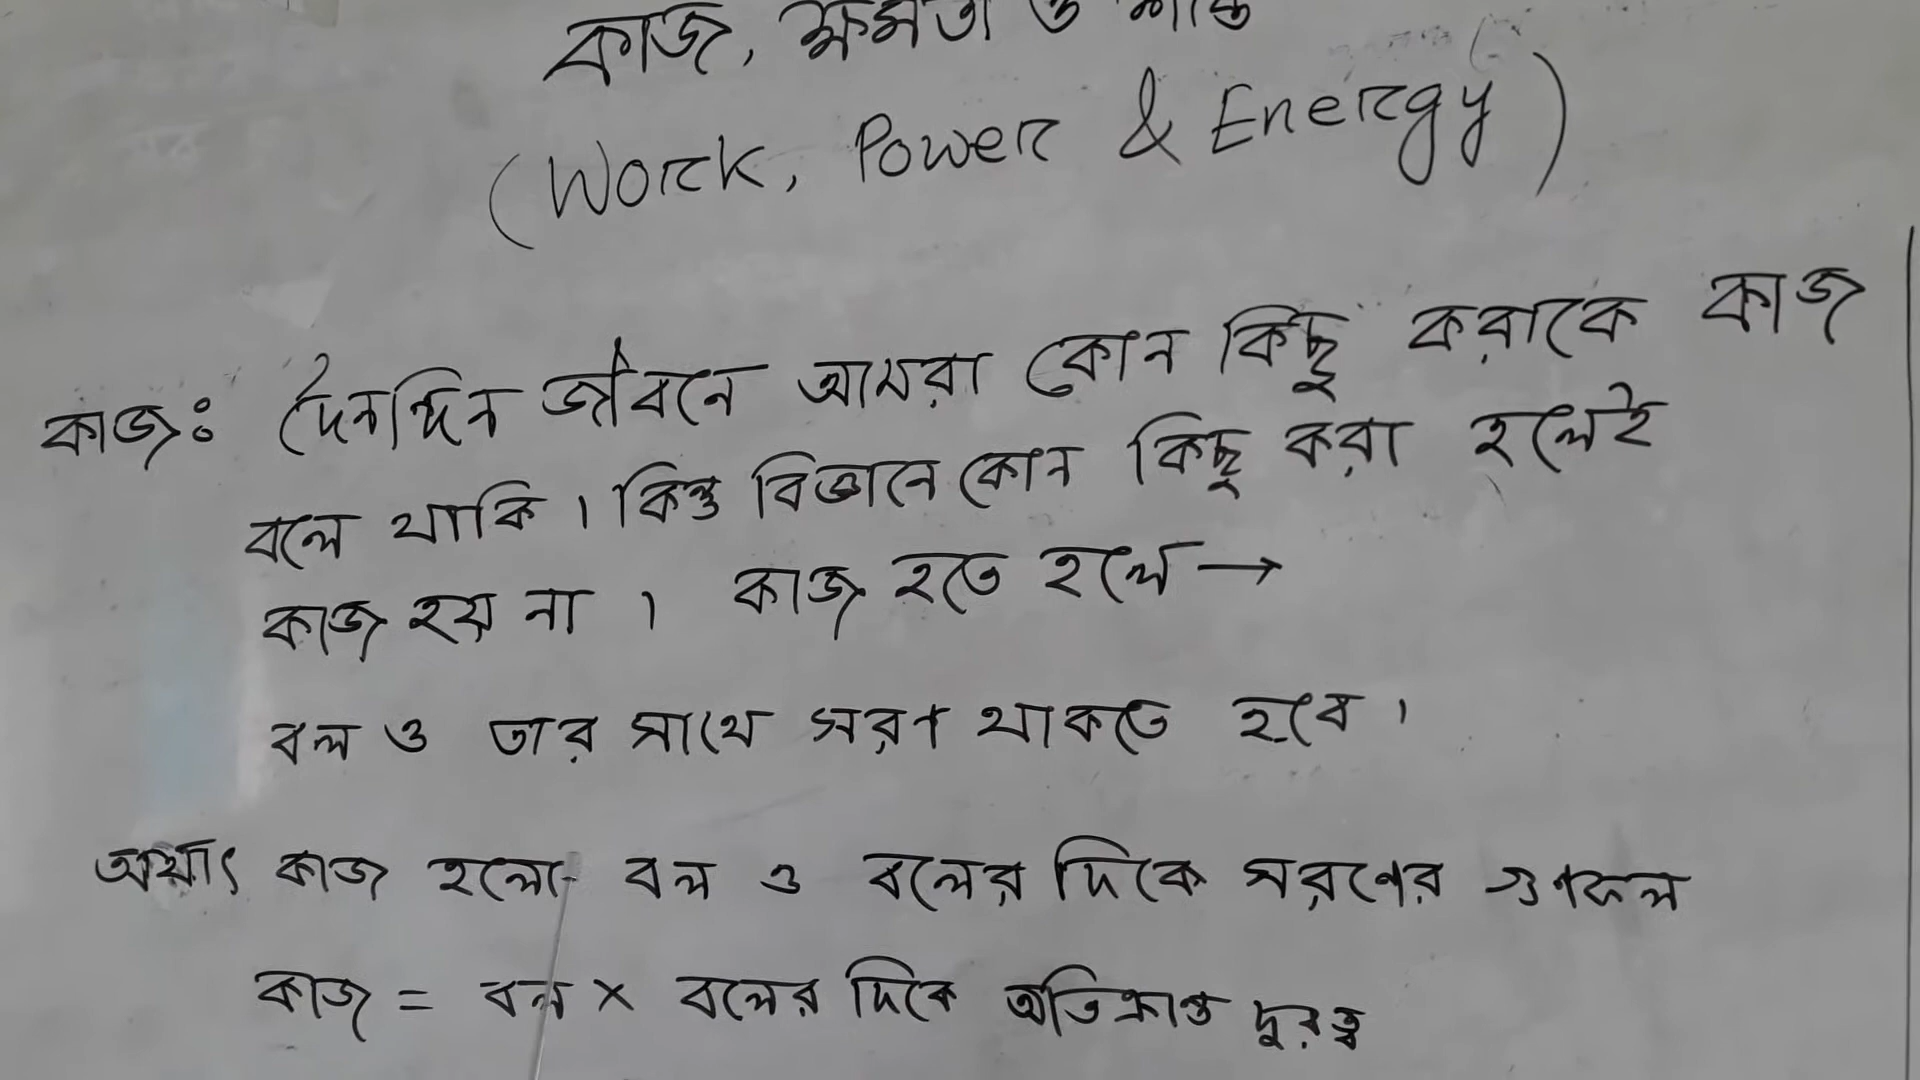 কাজ, ক্ষমতা ও শক্তি
(Work, Power & Energy)
কাজঃ দৈনন্দিন জীবনে আমরা কোন কিছু করাকে কাজ
বলে থাকি। কিন্তু বিজ্ঞানে কোন কিছু করা হলেই
কাজ হয় না। কাজ হতে হলে →
বল ও তার সাথে সরণ থাকতে হবে।
অর্থাৎ কাজ হলো বল ও বলের দিকে সরণের গুণফল
কাজ = বল × বলের দিকে অতিক্রান্ত দুরত্ব